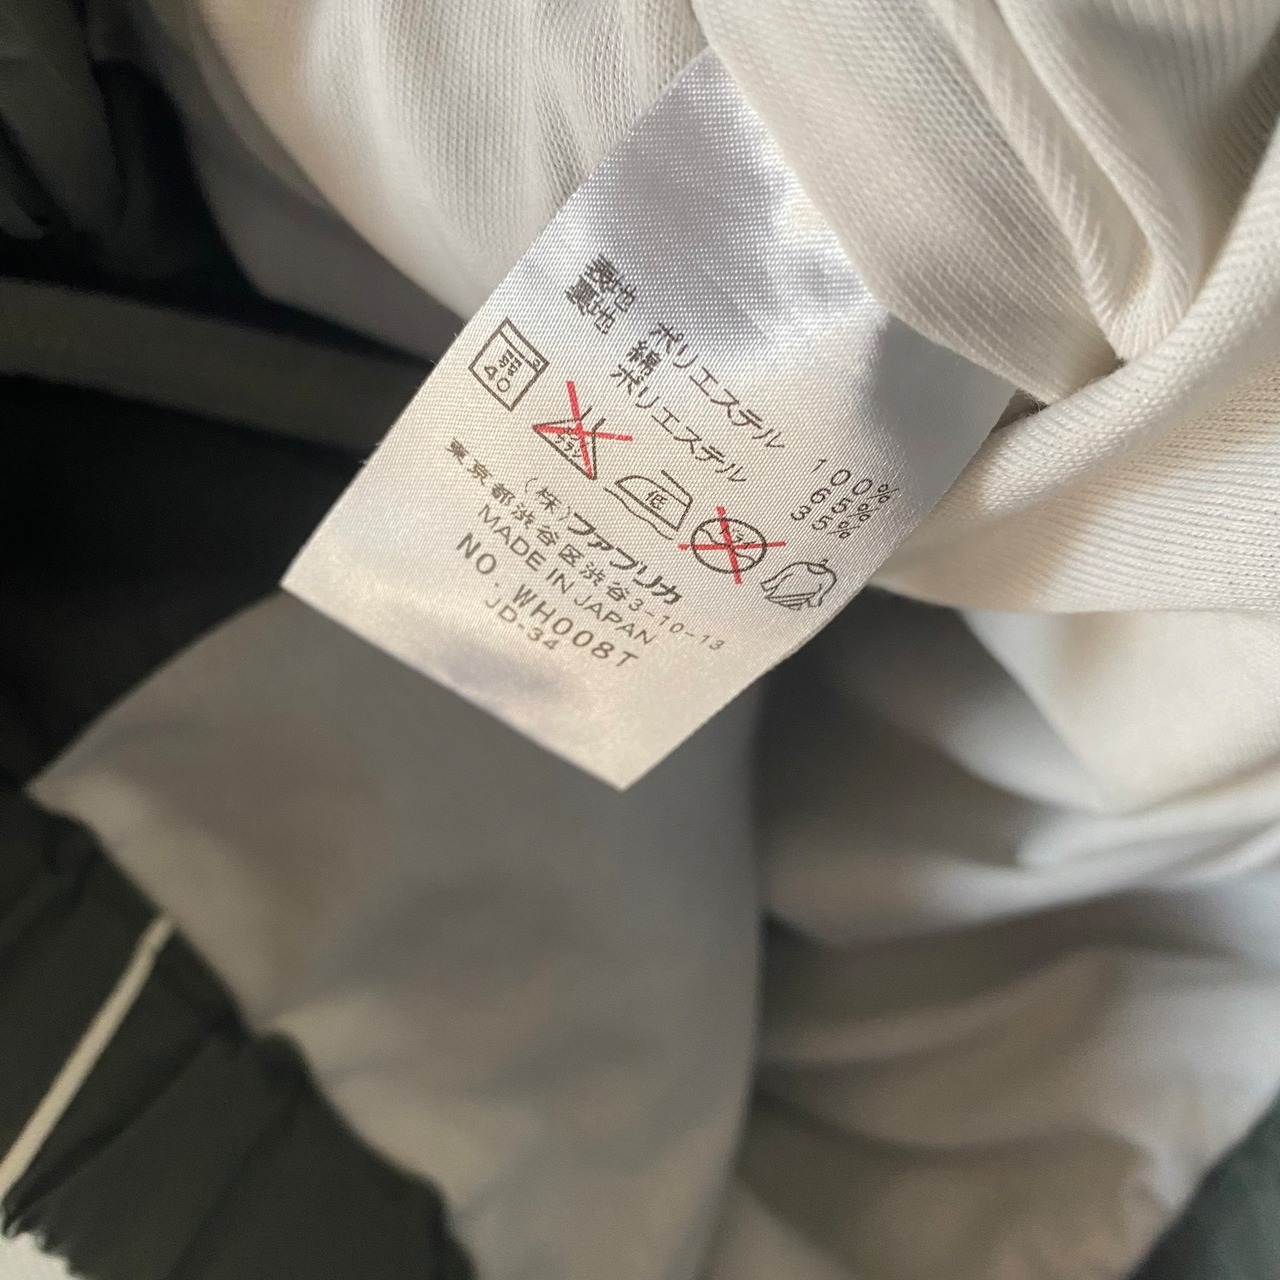 表地 ポリエステル 100%
裏地 綿 65%
ポリエステル 35%
40
低
(株)ファブリカ
東京都渋谷区渋谷3-10-13
MADE IN JAPAN
NO. WH008T
JD-34